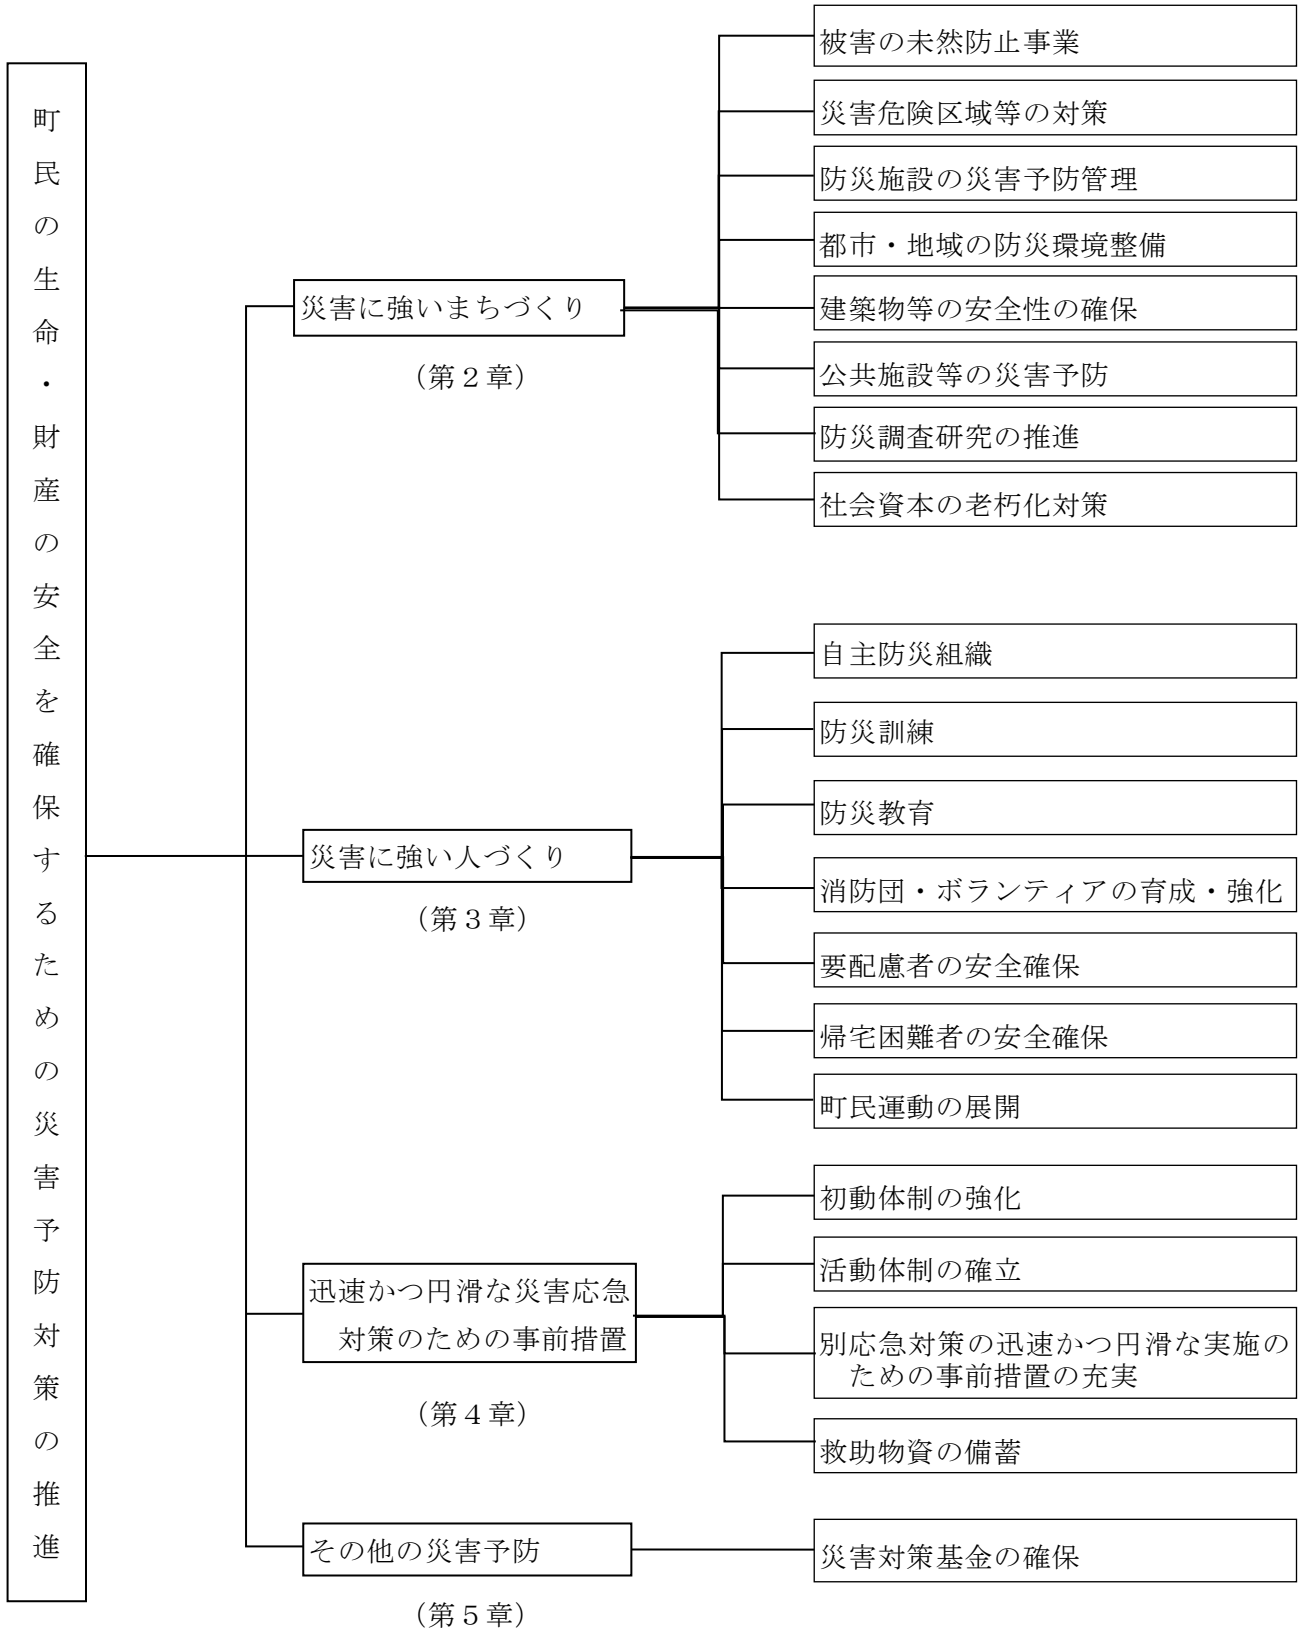 町民の生命・財産の安全を確保するための災害予防対策の推進
災害に強いまちづくり
（第２章）
被害の未然防止事業
災害危険区域等の対策
防災施設の災害予防管理
都市・地域の防災環境整備
建築物等の安全性の確保
公共施設等の災害予防
防災調査研究の推進
社会資本の老朽化対策
災害に強い人づくり
（第３章）
自主防災組織
防災訓練
防災教育
消防団・ボランティアの育成・強化
要配慮者の安全確保
帰宅困難者の安全確保
町民運動の展開
迅速かつ円滑な災害応急
対策のための事前措置
（第４章）
初動体制の強化
活動体制の確立
別応急対策の迅速かつ円滑な実施の
ための事前措置の充実
救助物資の備蓄
その他の災害予防
（第５章）
災害対策基金の確保